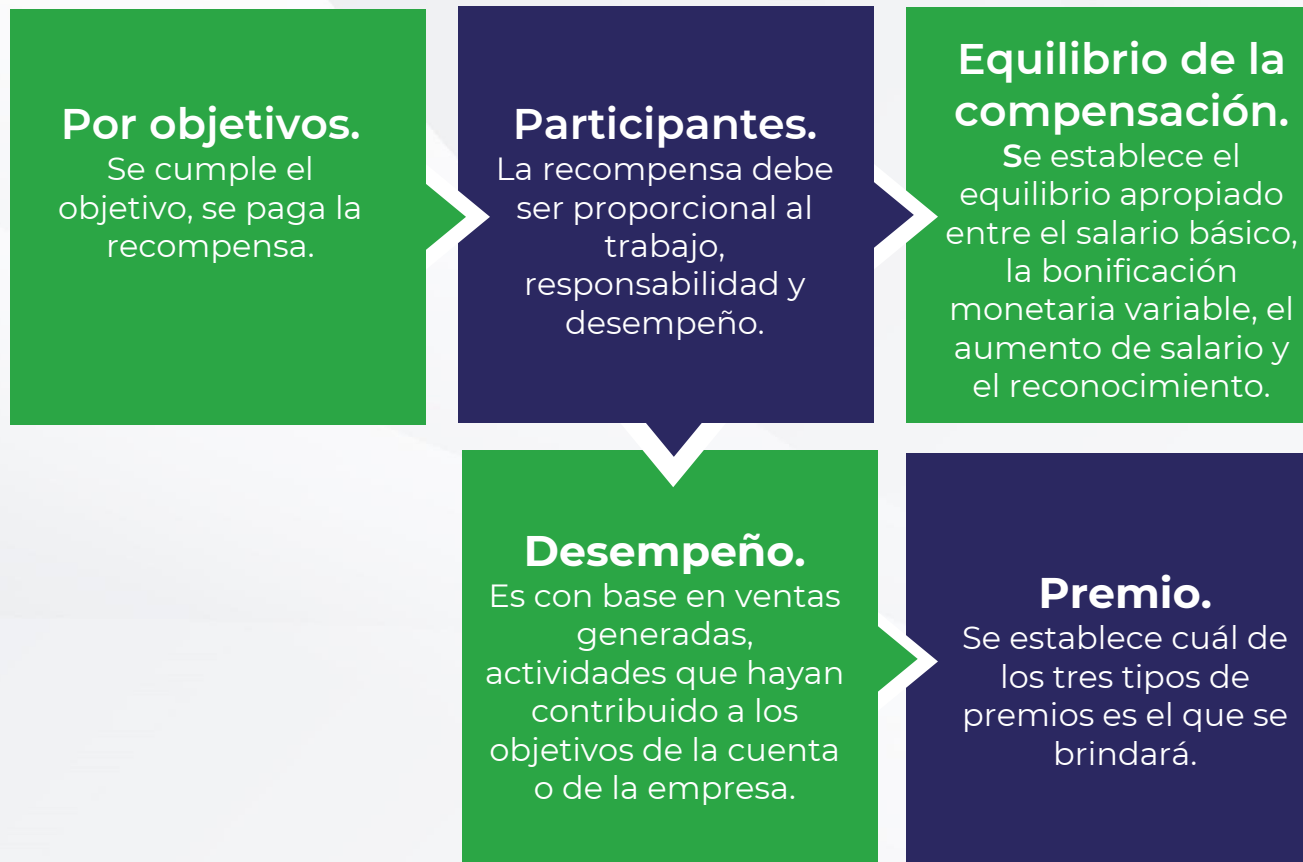 Por objetivos.
Se cumple el
objetivo, se paga la
recompensa.
Participantes.
La recompensa debe
ser proporcional al
trabajo,
responsabilidad y
desempeño.
Equilibrio de la
compensación.
Se establece el
equilibrio apropiado
entre el salario básico,
la bonificación
monetaria variable, el
aumento de salario y
el reconocimiento.
Desempeño.
Es con base en ventas
generadas,
actividades que hayan
contribuido a los
objetivos de la cuenta
o de la empresa.
Premio.
Se establece cuál de
los tres tipos de
premios es el que se
brindará.